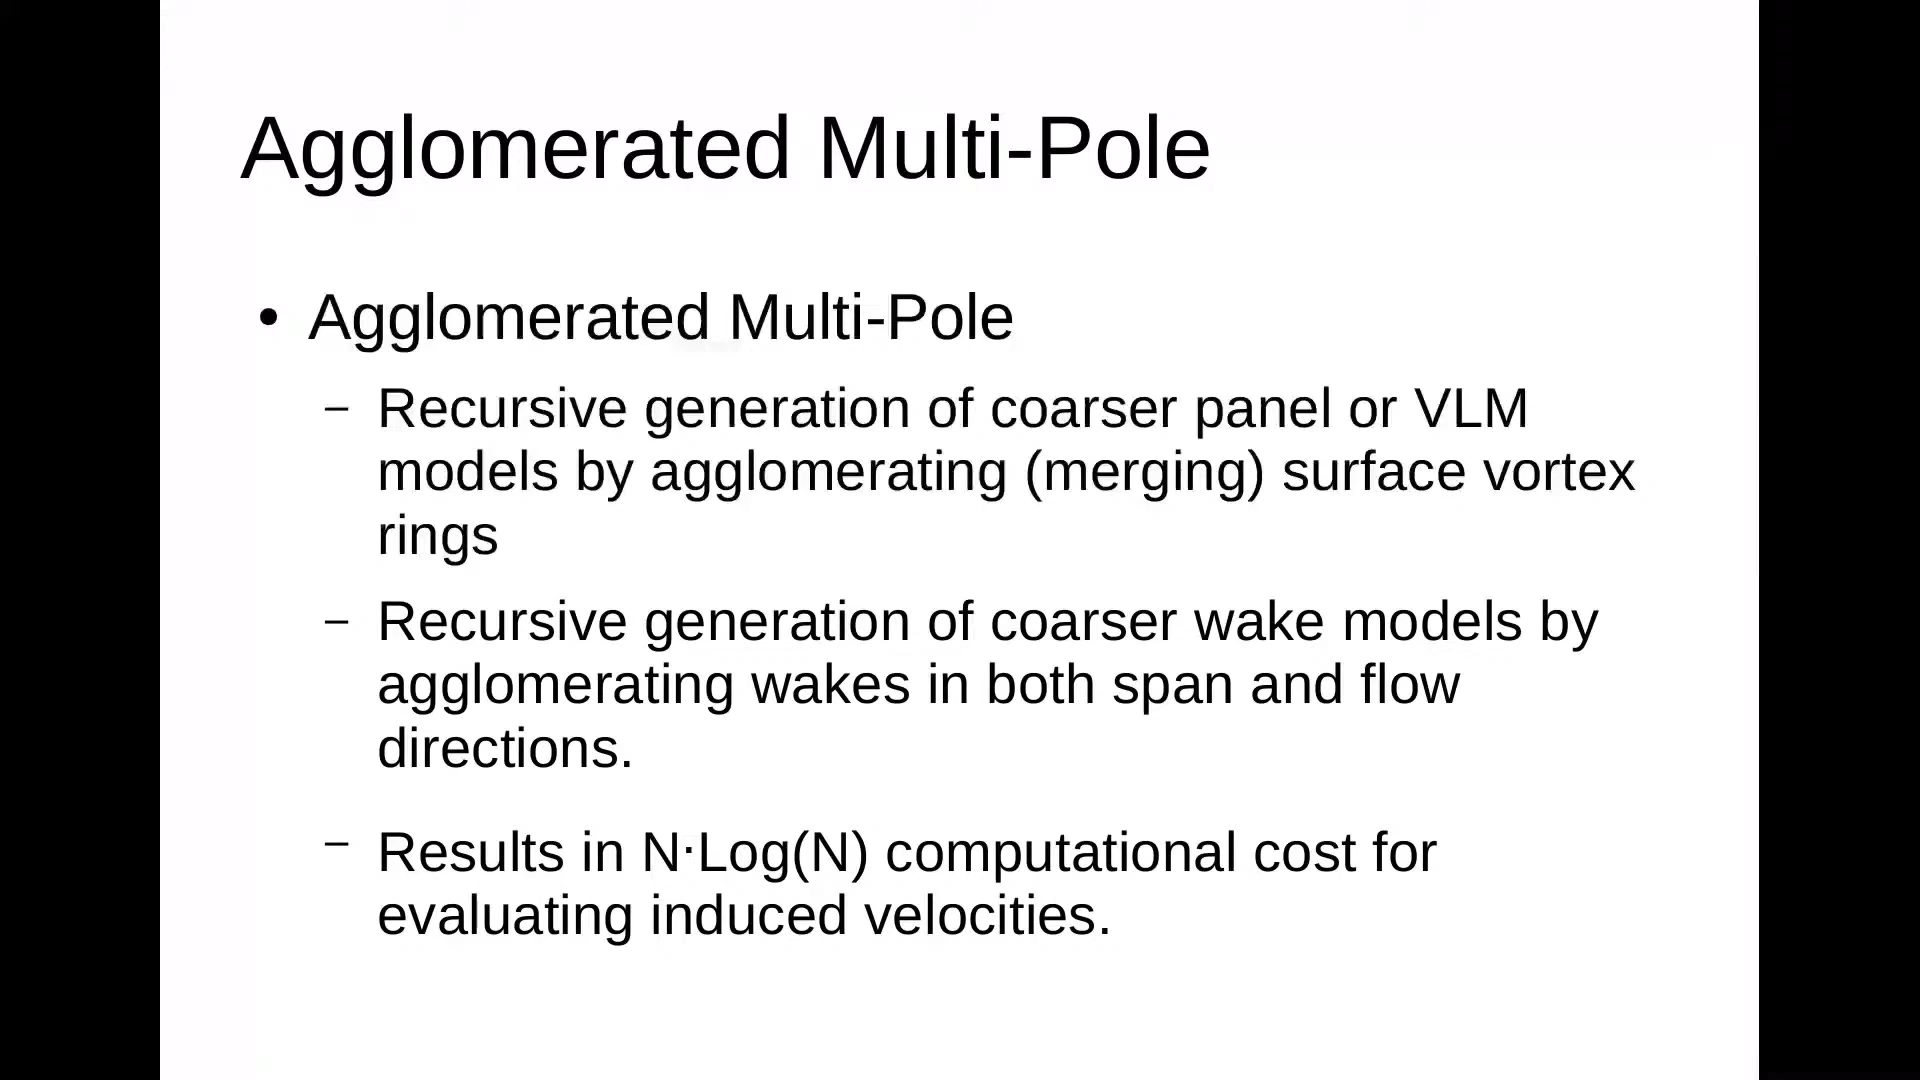 Agglomerated Multi-Pole
• Agglomerated Multi-Pole
– Recursive generation of coarser panel or VLM
models by agglomerating (merging) surface vortex
rings
– Recursive generation of coarser wake models by
agglomerating wakes in both span and flow
directions.
– Results in N·Log(N) computational cost for
evaluating induced velocities.